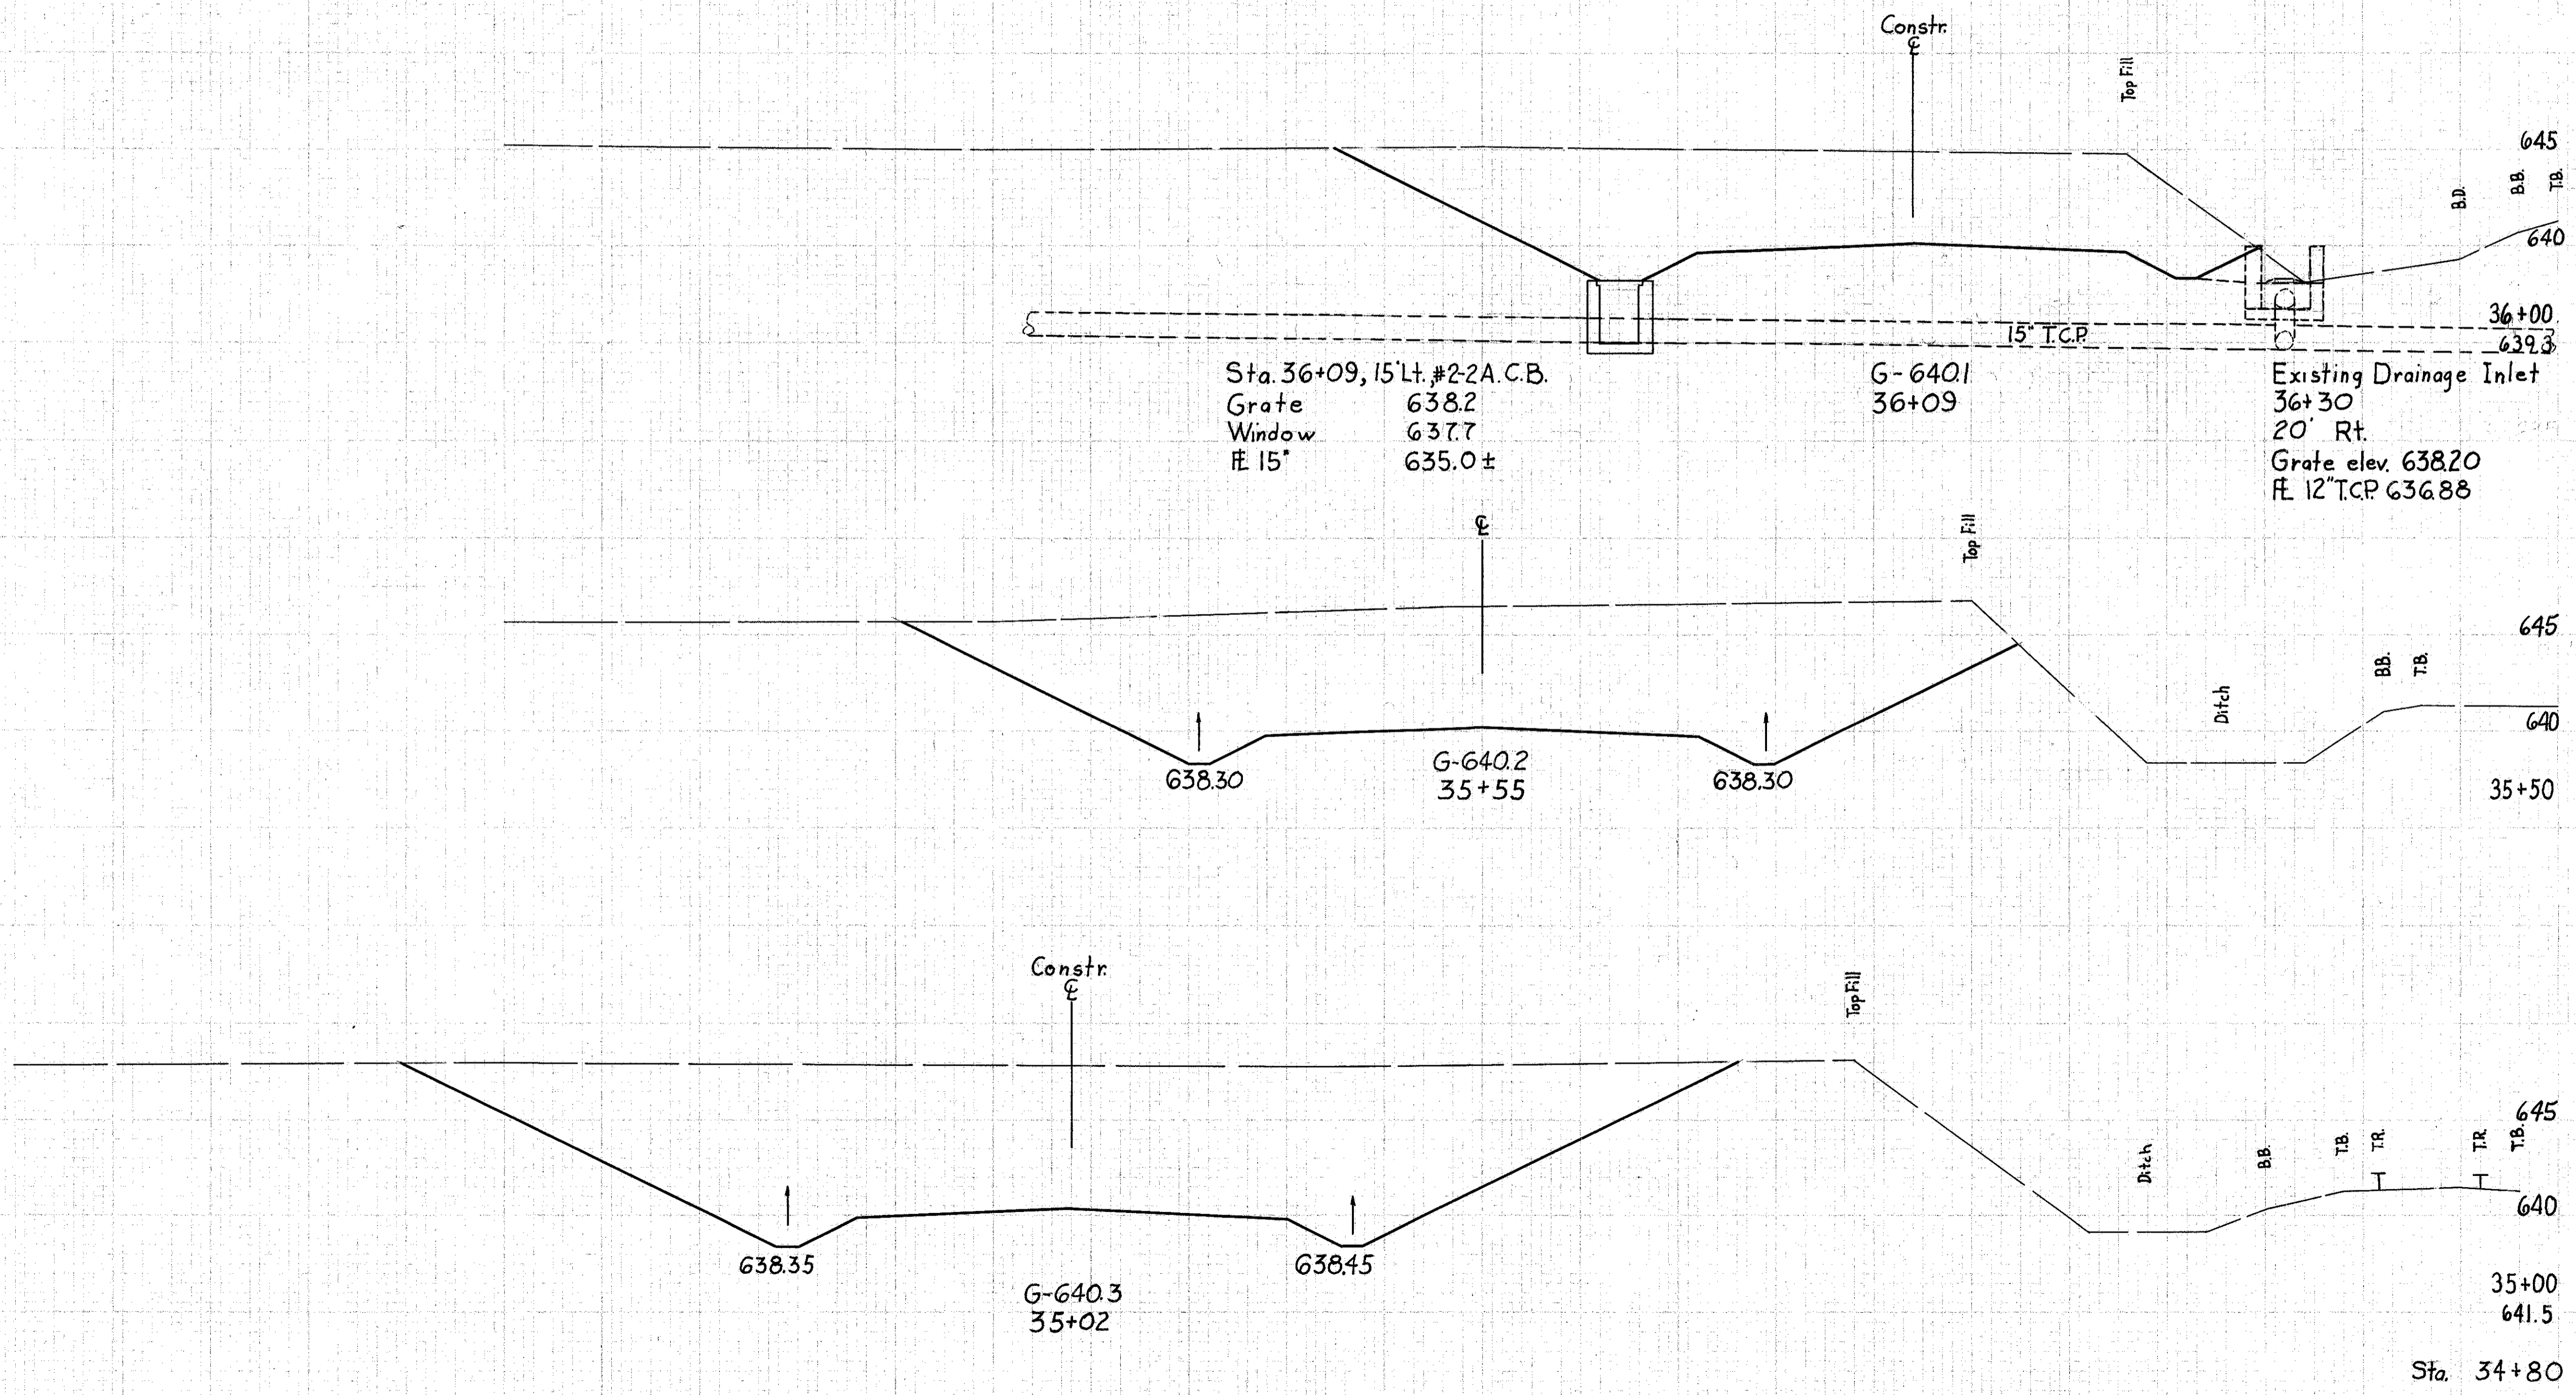 Constr.
℄
Top Fill
645
B.D.
B.B.
T.B.
640
36+00
15" T.C.P.
639.3
Sta. 36+09, 15' Lt., #2-2A. C.B.
Grate 638.2
Window 637.7
15" 635.0 ±
G-640.1
36+09
Existing Drainage Inlet
36+30
20' Rt.
Grate elev. 638.20
12" T.C.P. 636.88
℄
Top Fill
645
B.B.
T.B.
Ditch
640
638.30
G-640.2
35+55
638.30
35+50
Constr.
℄
Top Fill
645
Ditch
B.B.
T.B.
T.R.
T.R.
T.B.
640
638.35
638.45
G-640.3
35+02
35+00
641.5
Sta. 34+80